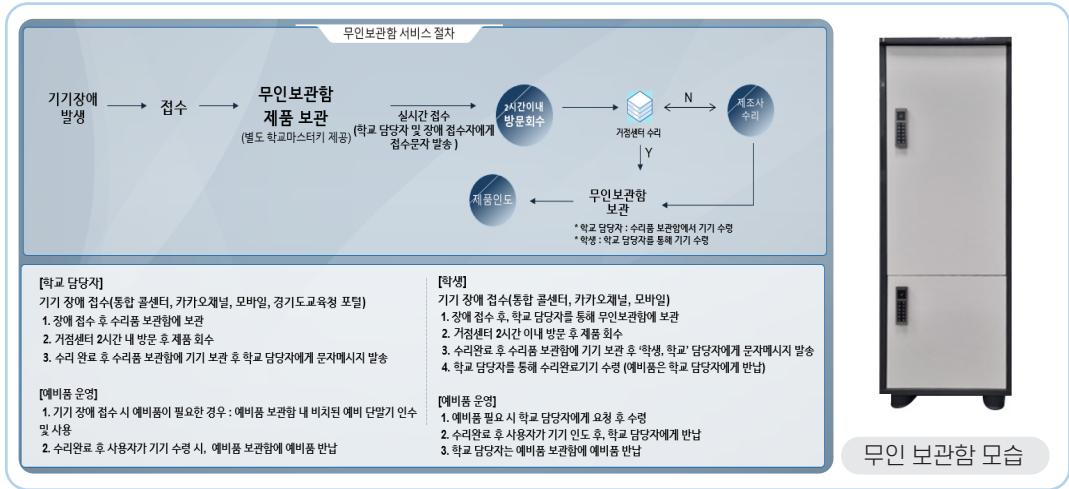 무인보관함 서비스 절차
기기장애
발생
접수
무인보관함
제품 보관
(별도 학교마스터키 제공)
실시간 접수
(학교 담당자 및 장애 접수자에게
접수문자 발송 )
2시간이내
방문회수
거점센터 수리
N
제조사
수리
Y
제품인도
무인보관함
보관
* 학교 담당자 : 수리품 보관함에서 기기 수령
* 학생 : 학교 담당자를 통해 기기 수령
[학교 담당자]
기기 장애 접수(통합 콜센터, 카카오채널, 모바일, 경기도교육청 포털)
1. 장애 접수 후 수리품 보관함에 보관
2. 거점센터 2시간 내 방문 후 제품 회수
3. 수리 완료 후 수리품 보관함에 기기 보관 후 학교 담당자에게 문자메시지 발송
[예비품 운영]
1. 기기 장애 접수 시 예비품이 필요한 경우 : 예비품 보관함 내 비치된 예비 단말기 인수
및 사용
2. 수리완료 후 사용자가 기기 수령 시, 예비품 보관함에 예비품 반납
[학생]
기기 장애 접수(통합 콜센터, 카카오채널, 모바일)
1. 장애 접수 후, 학교 담당자를 통해 무인보관함에 보관
2. 거점센터 2시간 이내 방문 후 제품 회수
3. 수리완료 후 수리품 보관함에 기기 보관 후 ‘학생, 학교’ 담당자에게 문자메시지 발송
4. 학교 담당자를 통해 수리완료기기 수령 (예비품은 학교 담당자에게 반납)
[예비품 운영]
1. 예비품 필요 시 학교 담당자에게 요청 후 수령
2. 수리완료 후 사용자가 기기 인도 후, 학교 담당자에게 반납
3. 학교 담당자는 예비품 보관함에 예비품 반납
무인 보관함 모습